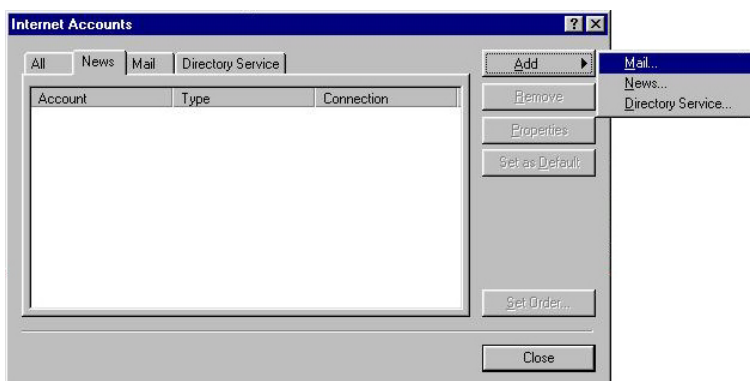 Internet Accounts
All News Mail Directory Service
Account Type Connection
Add
Remove
Properties
Set as Default
Set Order...
Close
Mail...
News...
Directory Service...